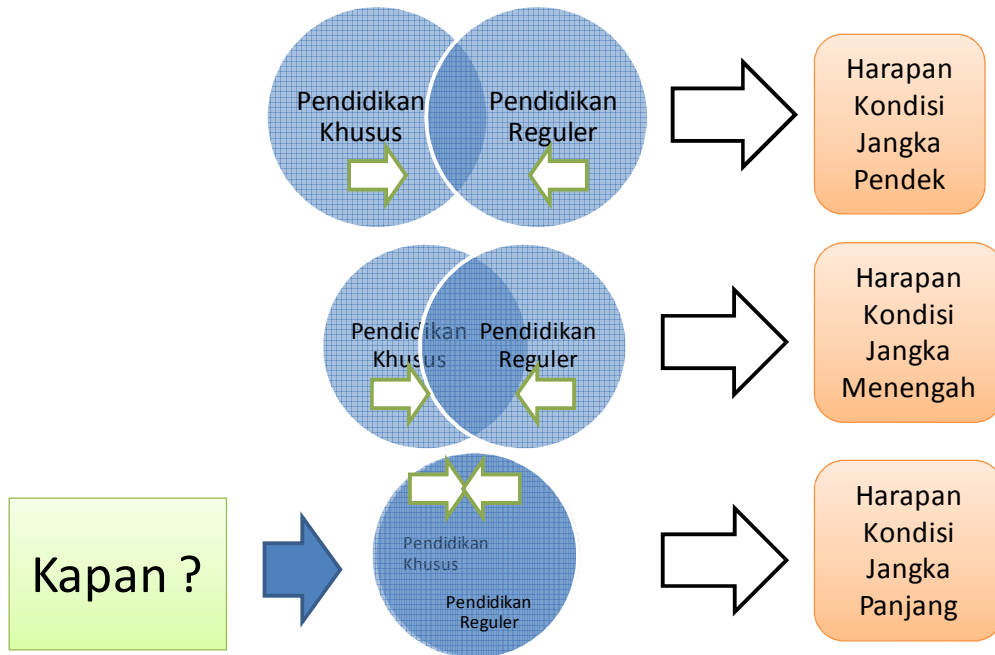 Pendidikan
Khusus
Pendidikan
Reguler
Harapan
Kondisi
Jangka
Pendek
Pendidikan
Khusus
Pendidikan
Reguler
Harapan
Kondisi
Jangka
Menengah
Kapan ?
Pendidikan
Khusus
Pendidikan
Reguler
Harapan
Kondisi
Jangka
Panjang